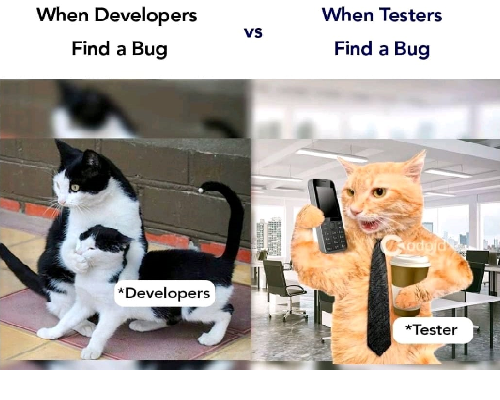 When Developers
Find a Bug
vs
When Testers
Find a Bug
*Developers
*Tester